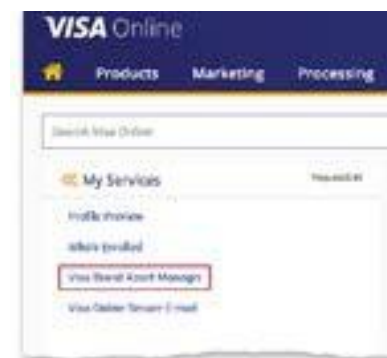 VISA Online
Products Marketing Processing
Search Visa Online
My Services
Profile Preview
Where Enrolled
Visa Brand Asset Manager
Visa Online Secure E-mail